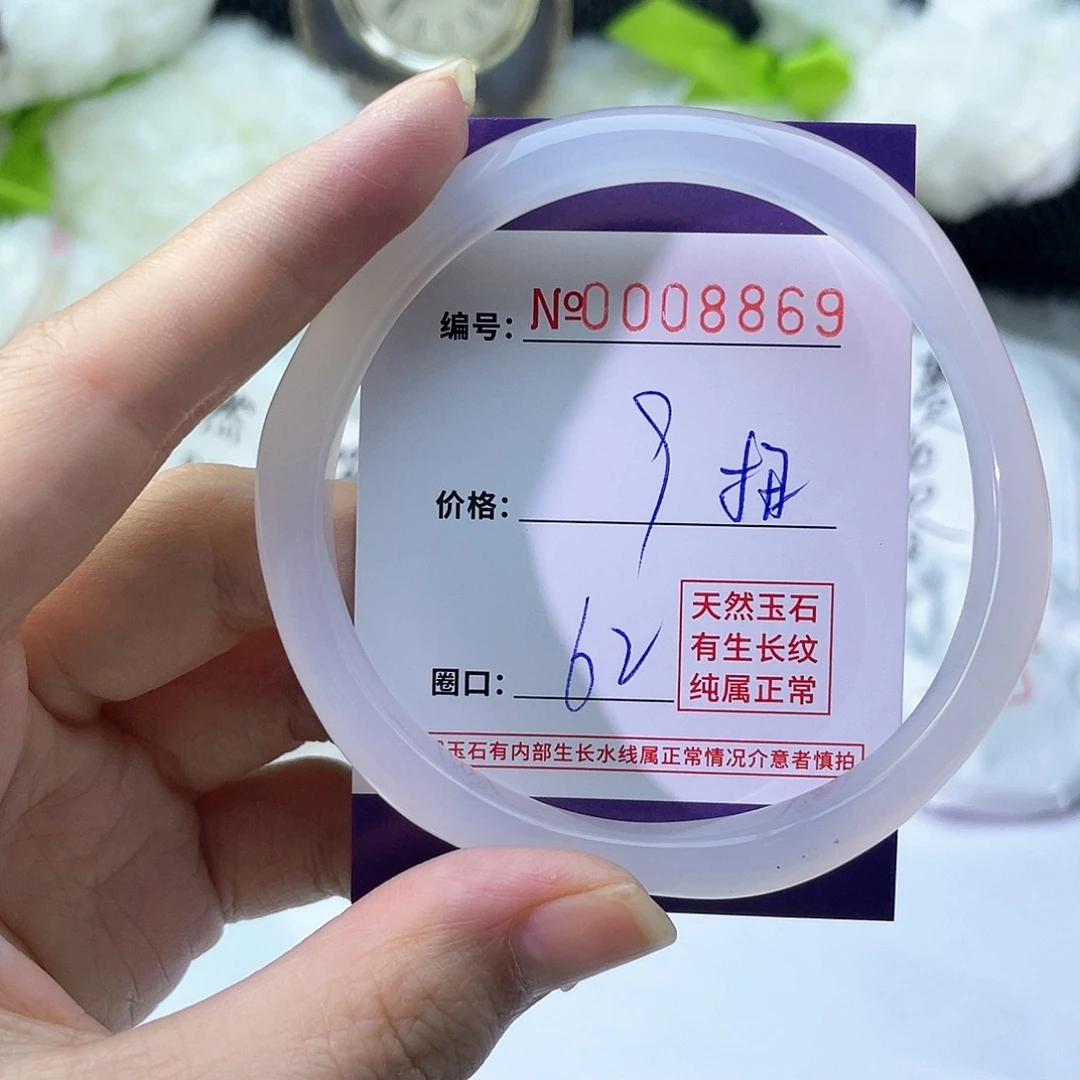 编号: №0008869
价格: 9 扭
圈口: 62
天然玉石
有生长纹
纯属正常
玉石有内部生长水线属正常情况介意者慎拍